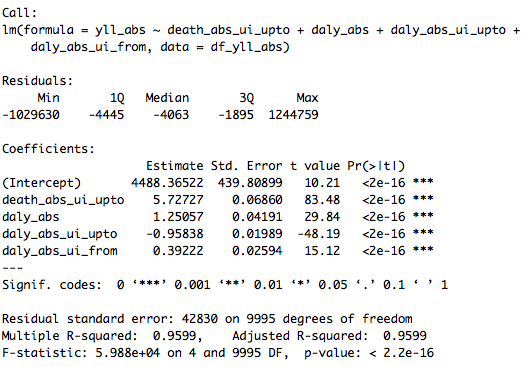 Call:
lm(formula = yll_abs ~ death_abs_ui_upto + daly_abs + daly_abs_ui_upto +
    daly_abs_ui_from, data = df_yll_abs)

Residuals:
     Min       1Q   Median       3Q      Max
-1029630    -4445    -4063    -1895  1244759

Coefficients:
                    Estimate Std. Error t value Pr(>|t|)
(Intercept)       4488.36522  439.80899   10.21   <2e-16 ***
death_abs_ui_upto    5.72727    0.06860   83.48   <2e-16 ***
daly_abs             1.25057    0.04191   29.84   <2e-16 ***
daly_abs_ui_upto    -0.95838    0.01989  -48.19   <2e-16 ***
daly_abs_ui_from     0.39222    0.02594   15.12   <2e-16 ***
---
Signif. codes:  0 ‘***’ 0.001 ‘**’ 0.01 ‘*’ 0.05 ‘.’ 0.1 ‘ ’ 1

Residual standard error: 42830 on 9995 degrees of freedom
Multiple R-squared:  0.9599,    Adjusted R-squared:  0.9599
F-statistic: 5.988e+04 on 4 and 9995 DF,  p-value: < 2.2e-16